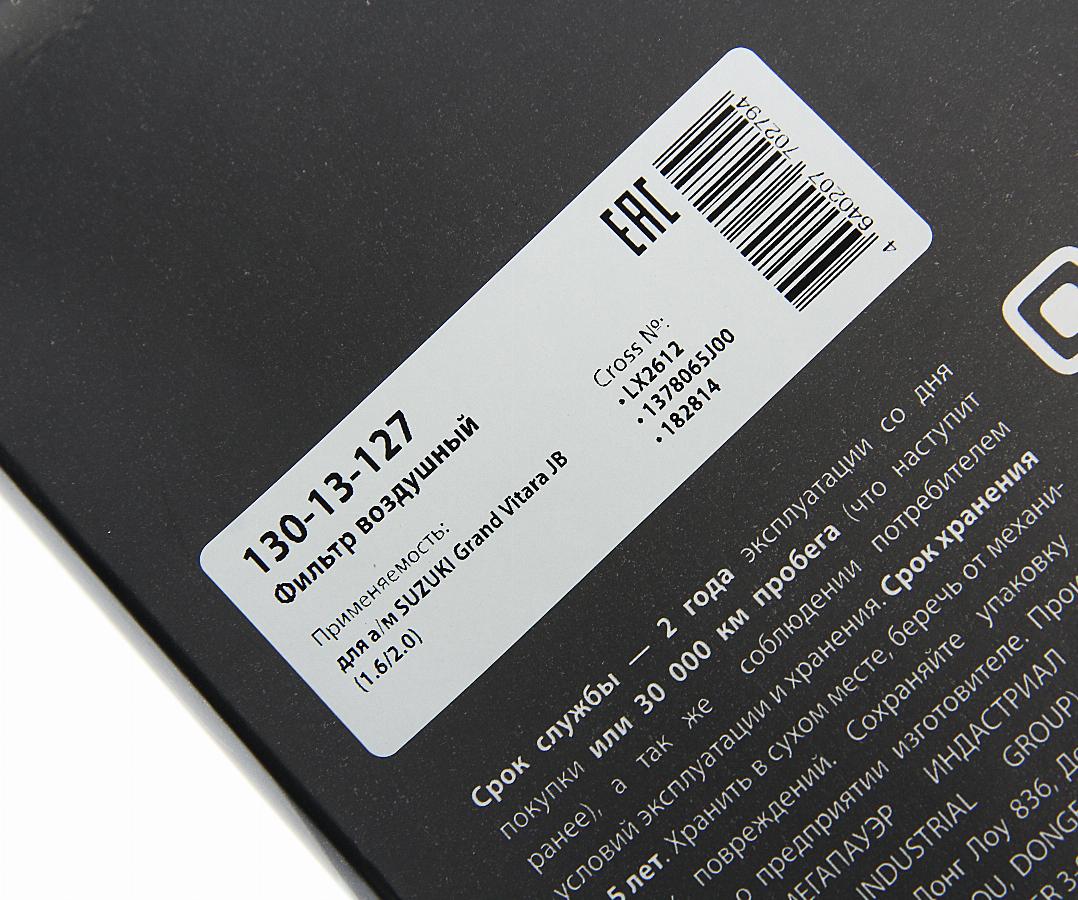 130-13-127
Фильтр воздушный
Применяемость:
для а/м SUZUKI Grand Vitara JB
(1.6/2.0)
Cross №:
• LX2612
• 1378065J00
• 182814
EAC
4 640207 702794
Срок службы — 2 года эксплуатации со дня
покупки или 30 000 км пробега (что наступит
ранее), а так же соблюдении потребителем
условий эксплуатации и хранения. Срок хранения
5 лет. Хранить в сухом месте, беречь от механи-
повреждений. Сохраняйте упаковку
предприятии изготовителе.
МЕГАПАУЭР ИНДАСТРИАЛ
INDUSTRIAL GROUP
Донг Лоу 836,